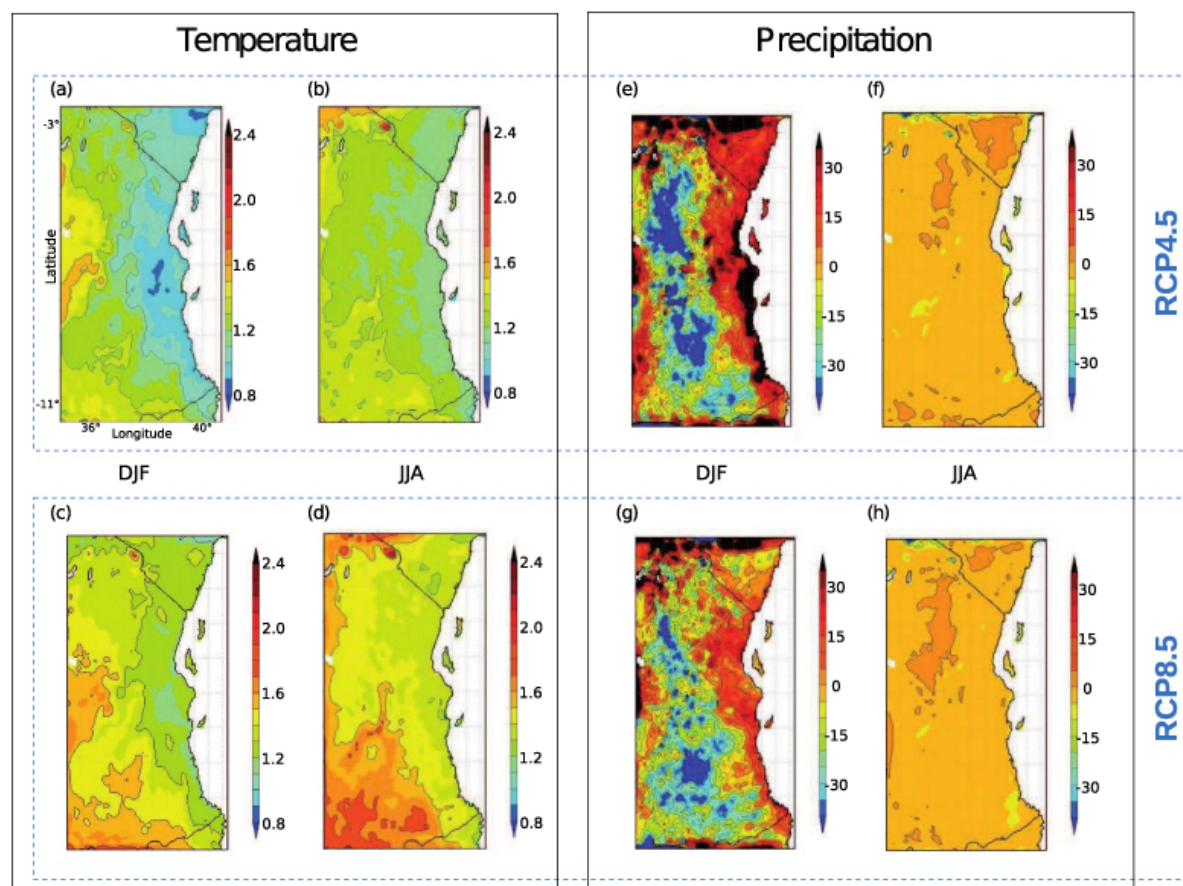 Temperature
Precipitation
(a)
(b)
(e)
(f)
-3°
Latitude
-11°
36°
Longitude
40°
2.4
2.0
1.6
1.2
0.8
2.4
2.0
1.6
1.2
0.8
30
15
0
-15
-30
30
15
0
-15
-30
RCP4.5
DJF
JJA
DJF
JJA
(c)
(d)
(g)
(h)
2.4
2.0
1.6
1.2
0.8
2.4
2.0
1.6
1.2
0.8
30
15
0
-15
-30
30
15
0
-15
30
RCP8.5